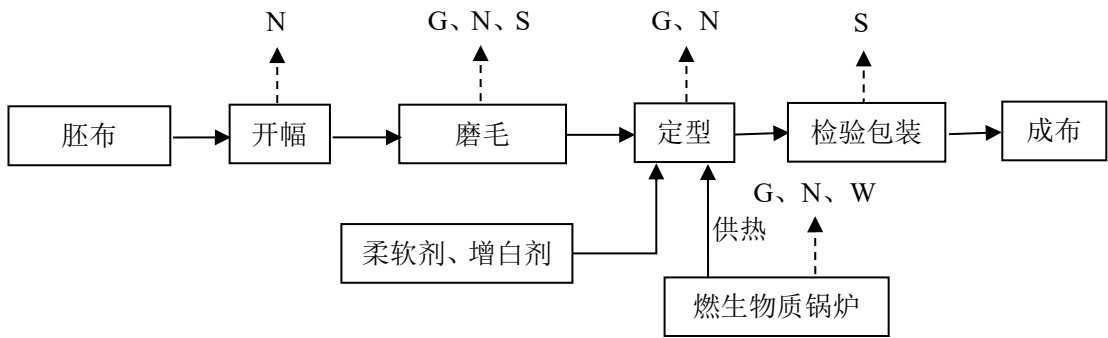 N
G、N、S
G、N
S
胚布
开幅
磨毛
定型
检验包装
成布
G、N、W
柔软剂、增白剂
供热
燃生物质锅炉